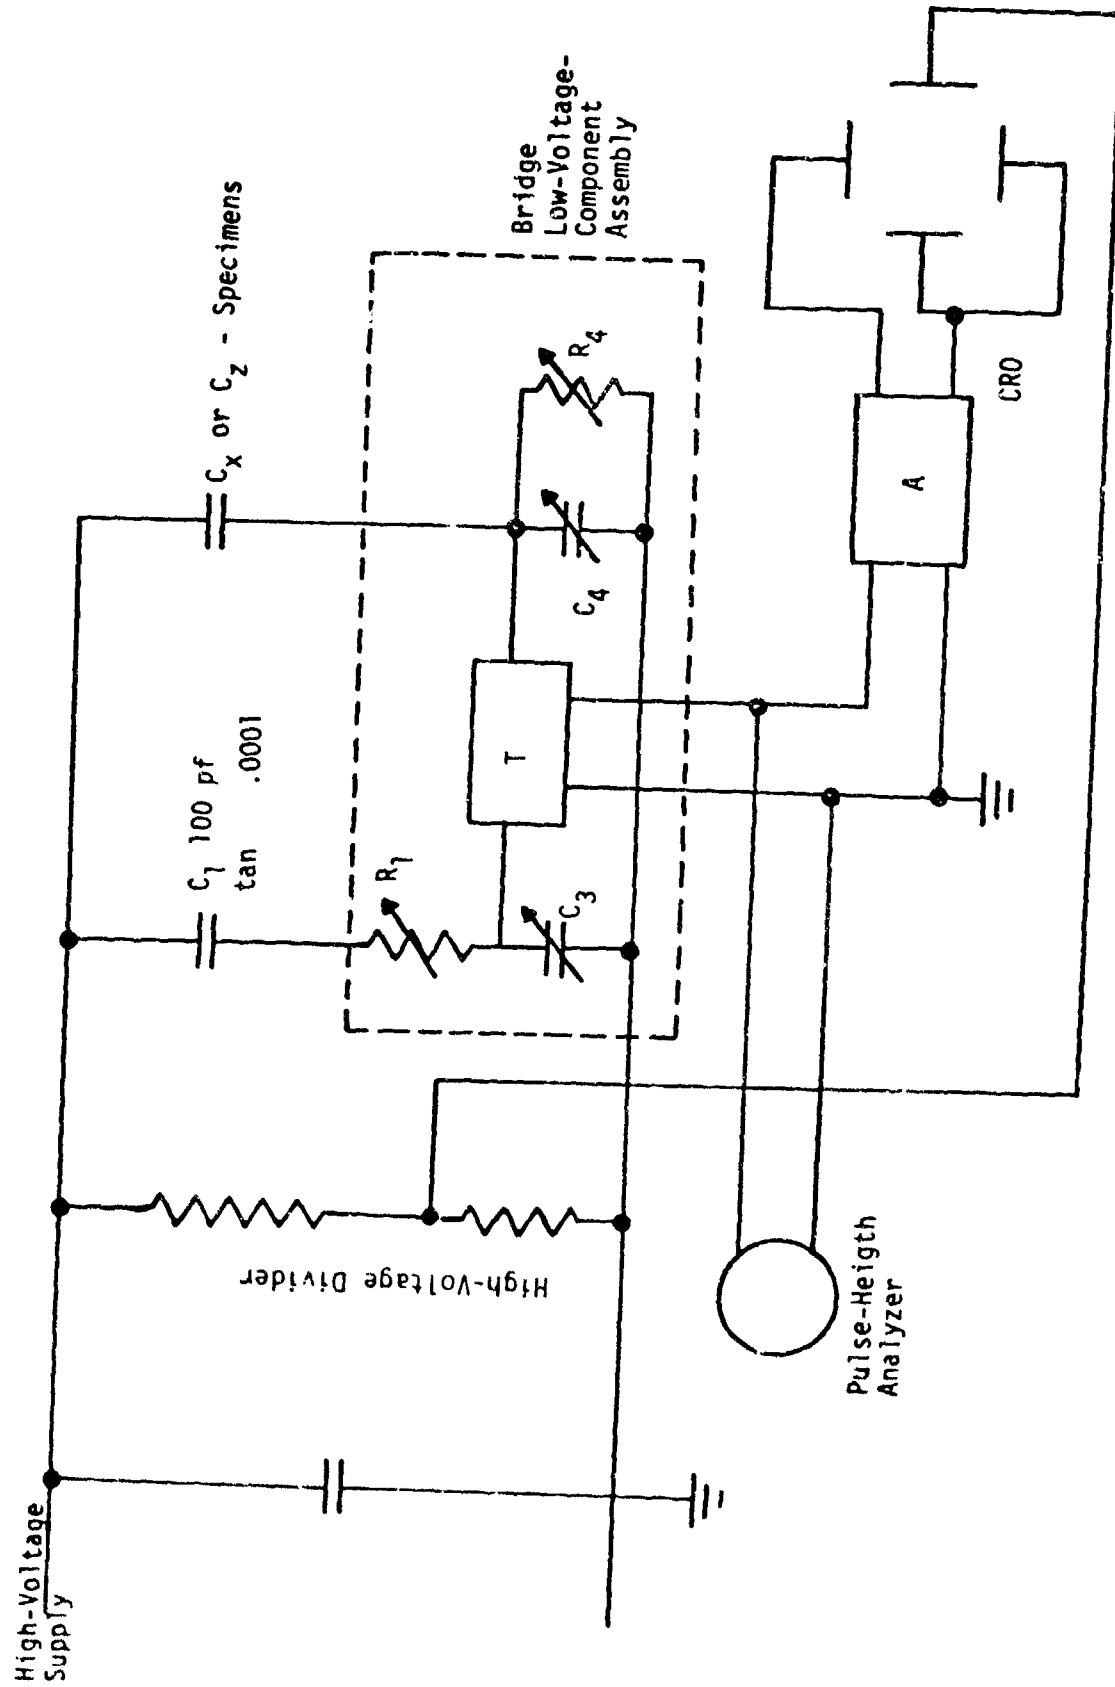 High-Voltage
Supply
High-Voltage Divider
C1 100 pf
tan .0001
Cx or Cz - Specimens
Bridge
Low-Voltage-
Component
Assembly
R1
C3
T
C4
R4
Pulse-Heigth
Analyzer
A
CRO